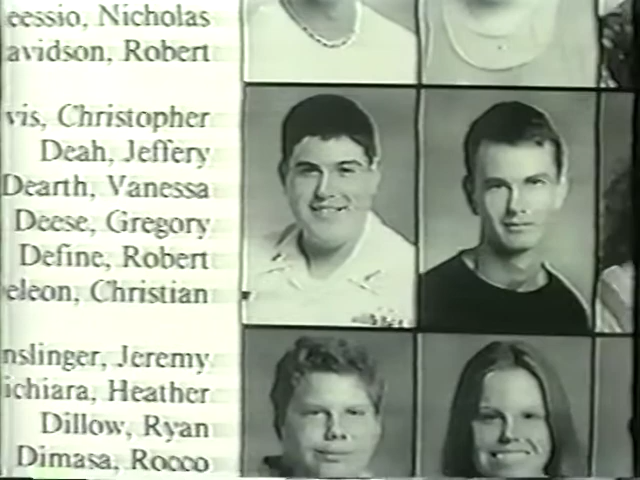 eessio, Nicholas
avidson, Robert
vis, Christopher
Deah, Jeffery
Dearth, Vanessa
Deese, Gregory
Define, Robert
eleon, Christian
nslinger, Jeremy
ichiara, Heather
Dillow, Ryan
Dimasa, Rocco